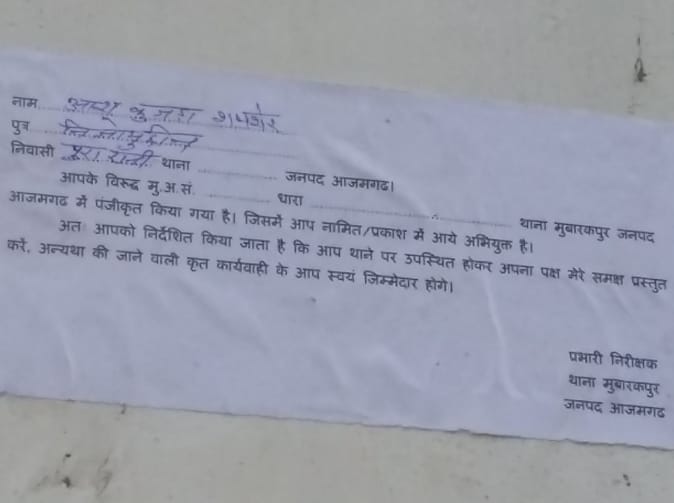 नाम
पुत्र
निवासी थाना .................... जनपद आजमगढ।
आपके विरूद्ध मु.अ.सं. .................... धारा .................... थाना मुबारकपुर जनपद
आजमगढ में पंजीकृत किया गया है। जिसमें आप नामित/प्रकाश में आये अभियुक्त है।
अतः आपको निर्देशित किया जाता है कि आप थाने पर उपस्थित होकर अपना पक्ष मेरे समक्ष प्रस्तुत
करें, अन्यथा की जाने वाली कृत कार्यवाही के आप स्वयं जिम्मेदार होगे।
प्रभारी निरीक्षक
थाना मुबारकपुर
जनपद आजमगढ